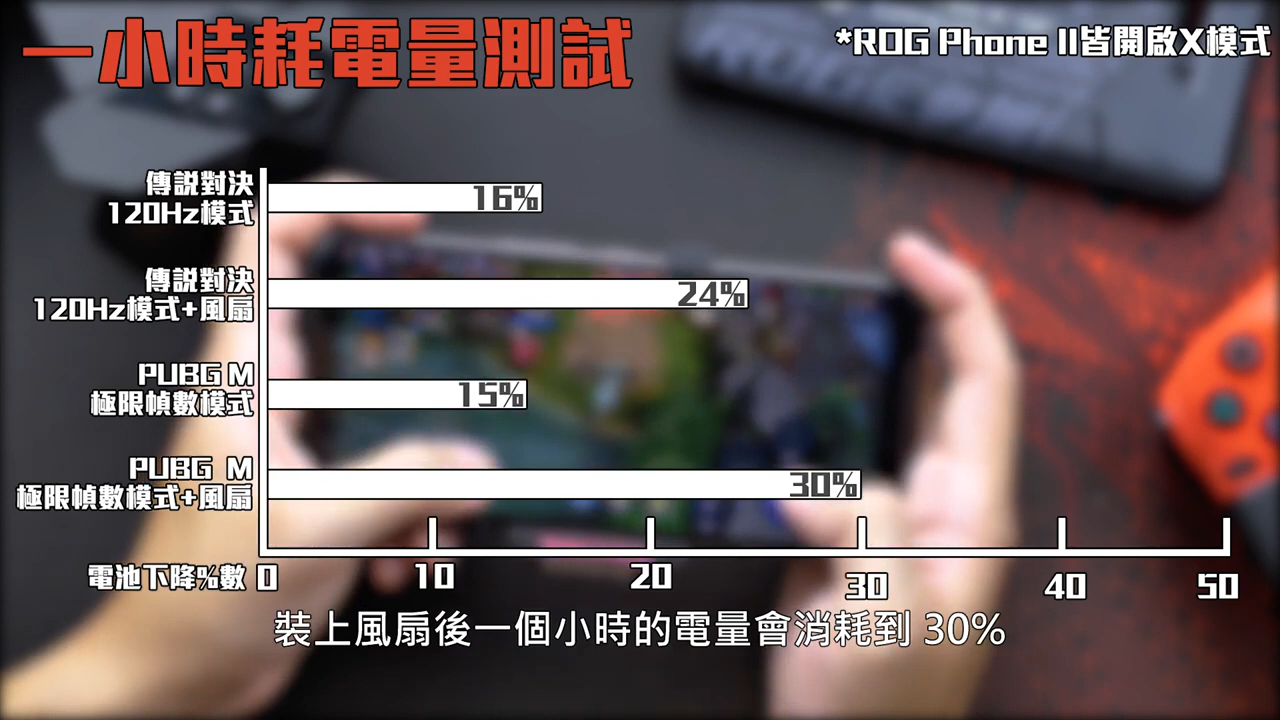 一小時耗電量測試
*ROG Phone II皆開啟X模式
傳說對決
120Hz模式
16%
傳說對決
120Hz模式+風扇
24%
PUBG M
極限幀數模式
15%
PUBG M
極限幀數模式+風扇
30%
電池下降%數 0 10 20 30 40 50
裝上風扇後一個小時的電量會消耗到 30%